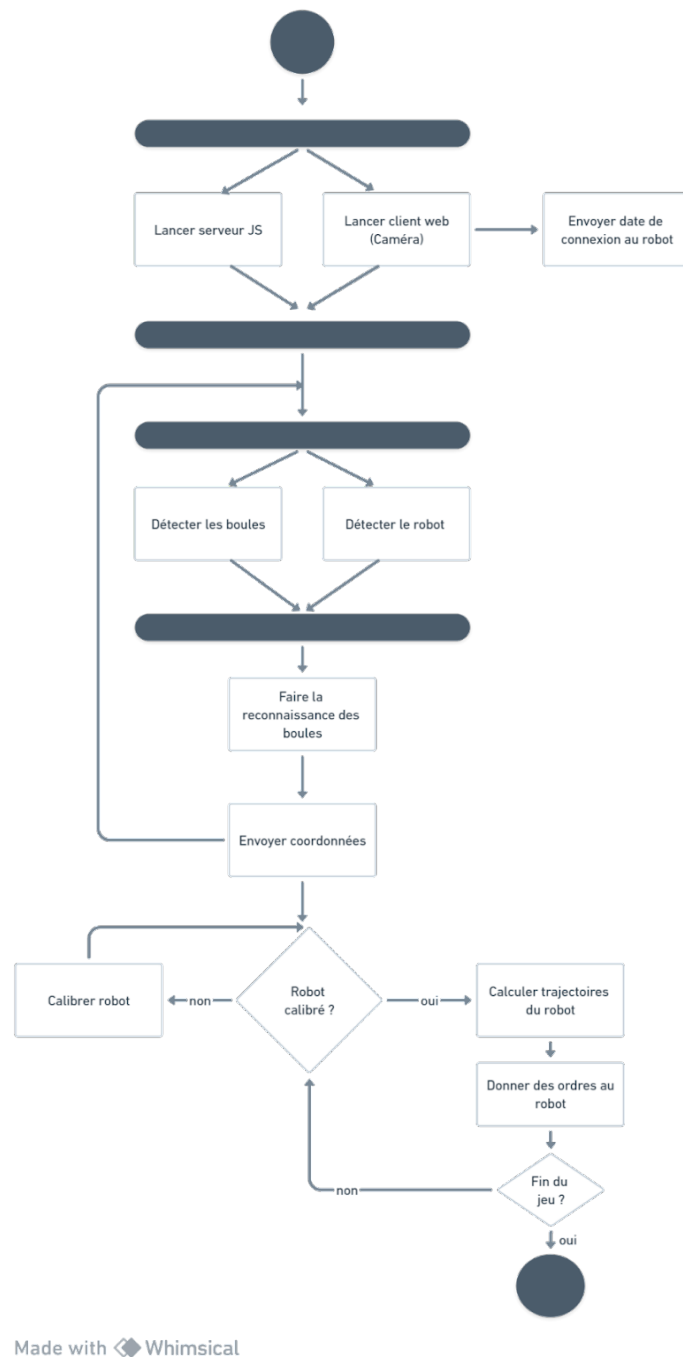 Lancer serveur JS
Lancer client web
(Caméra)
Envoyer date de
connexion au robot
Détecter les boules
Détecter le robot
Faire la
reconnaissance des
boules
Envoyer coordonnées
Calibrer robot
non
Robot
calibré ?
oui
Calculer trajectoires
du robot
Donner des ordres au
robot
Fin du
jeu ?
non
oui
Made with Whimsical